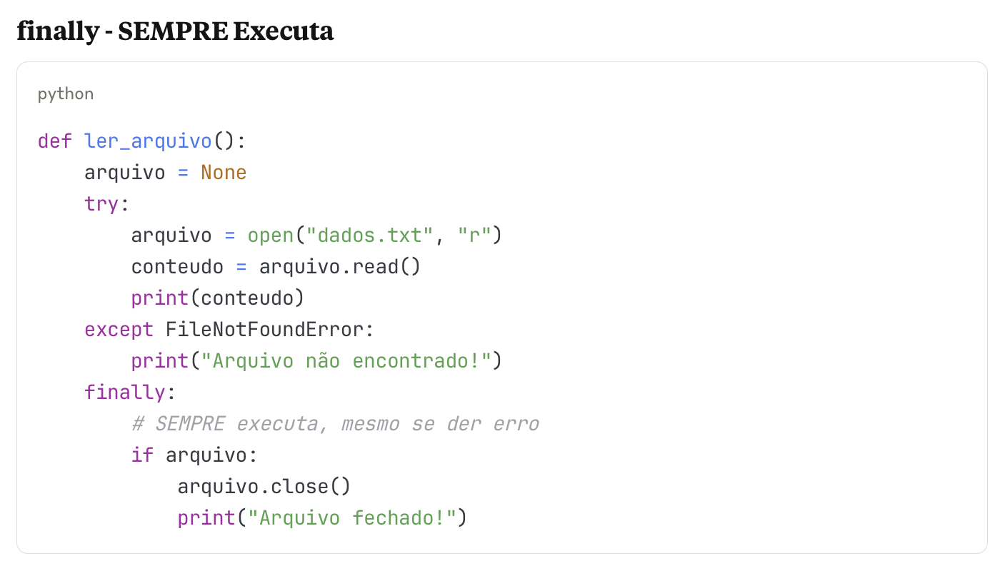 finally - SEMPRE Executa
python
def ler_arquivo():
    arquivo = None
    try:
        arquivo = open("dados.txt", "r")
        conteudo = arquivo.read()
        print(conteudo)
    except FileNotFoundError:
        print("Arquivo não encontrado!")
    finally:
        # SEMPRE executa, mesmo se der erro
        if arquivo:
            arquivo.close()
            print("Arquivo fechado!")